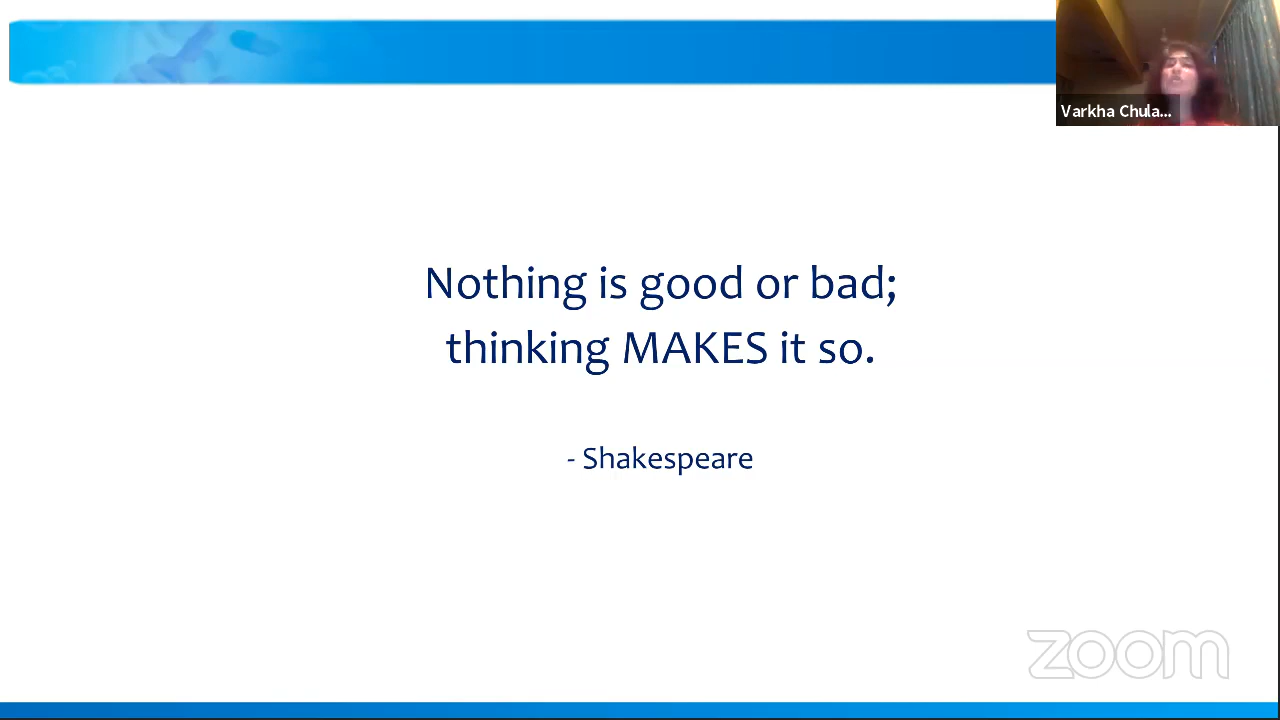 Varkha Chula...
Nothing is good or bad;
thinking MAKES it so.
- Shakespeare
zoom